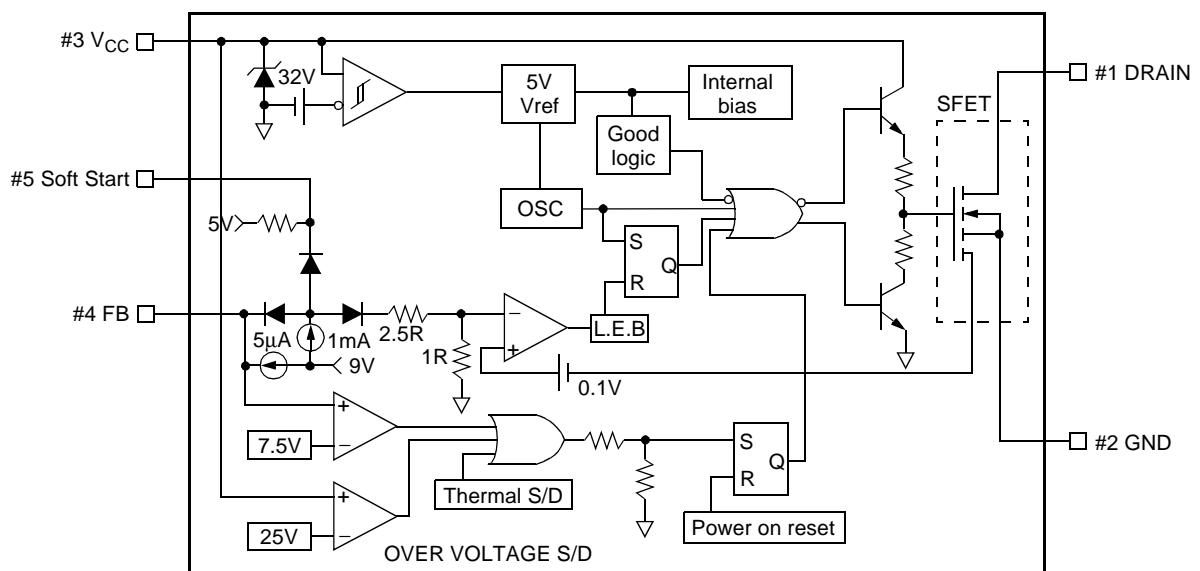 #3 VCC
32V
5V
Vref
Internal
bias
Good
logic
SFET
#1 DRAIN
#5 Soft Start
5V
OSC
S
R
Q
#4 FB
5μA
1mA
9V
2.5R
1R
−
+
L.E.B
0.1V
+
−
7.5V
Thermal S/D
S
R
Q
Power on reset
#2 GND
+
−
25V
OVER VOLTAGE S/D